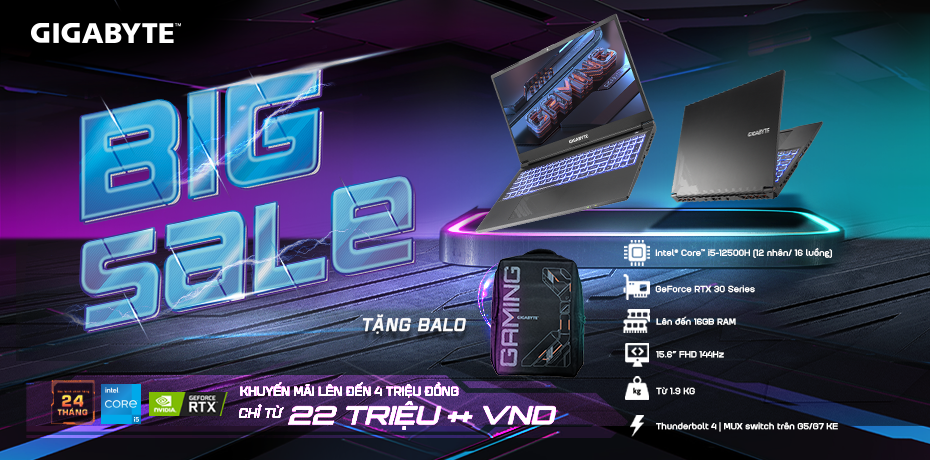 GIGABYTE™
BIG
SALE
GAMING
GIGABYTE
GIGABYTE
TẶNG BALO
GAMING
GIGABYTE
Intel® Core™ i5-12500H (12 nhân/ 16 luồng)
GeForce RTX 30 Series
Lên đến 16GB RAM
15.6" FHD 144Hz
kg
Từ 1.9 KG
Thunderbolt 4 | MUX switch trên G5/G7 KE
24
THÁNG
intel
CORE
i5
NVIDIA
GEFORCE
RTX
KHUYẾN MÃI LÊN ĐẾN 4 TRIỆU ĐỒNG
CHỈ TỪ 22 TRIỆU ++ VND